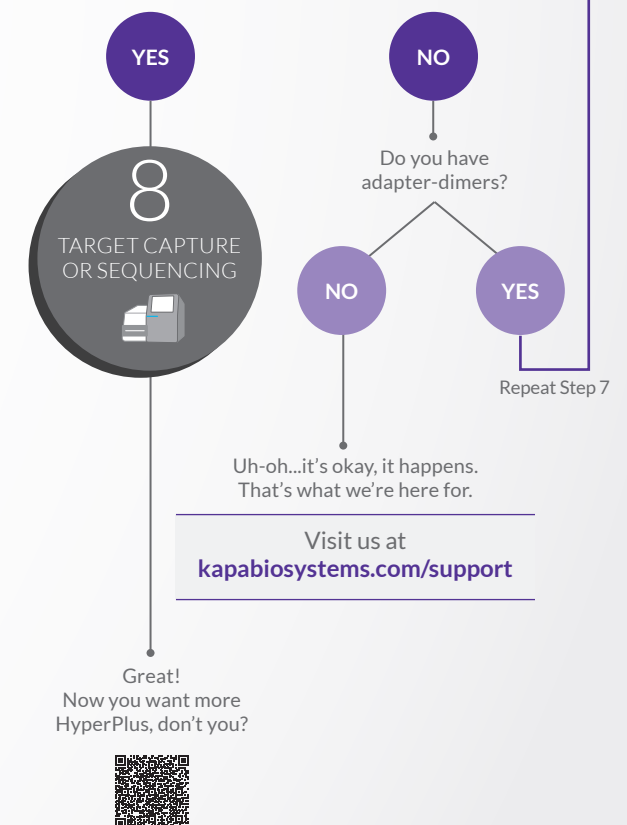 YES
NO
Do you have
adapter-dimers?
8
TARGET CAPTURE
OR SEQUENCING
NO
YES
Repeat Step 7
Uh-oh...it's okay, it happens.
That's what we're here for.
Visit us at
kapabiosystems.com/support
Great!
Now you want more
HyperPlus, don't you?